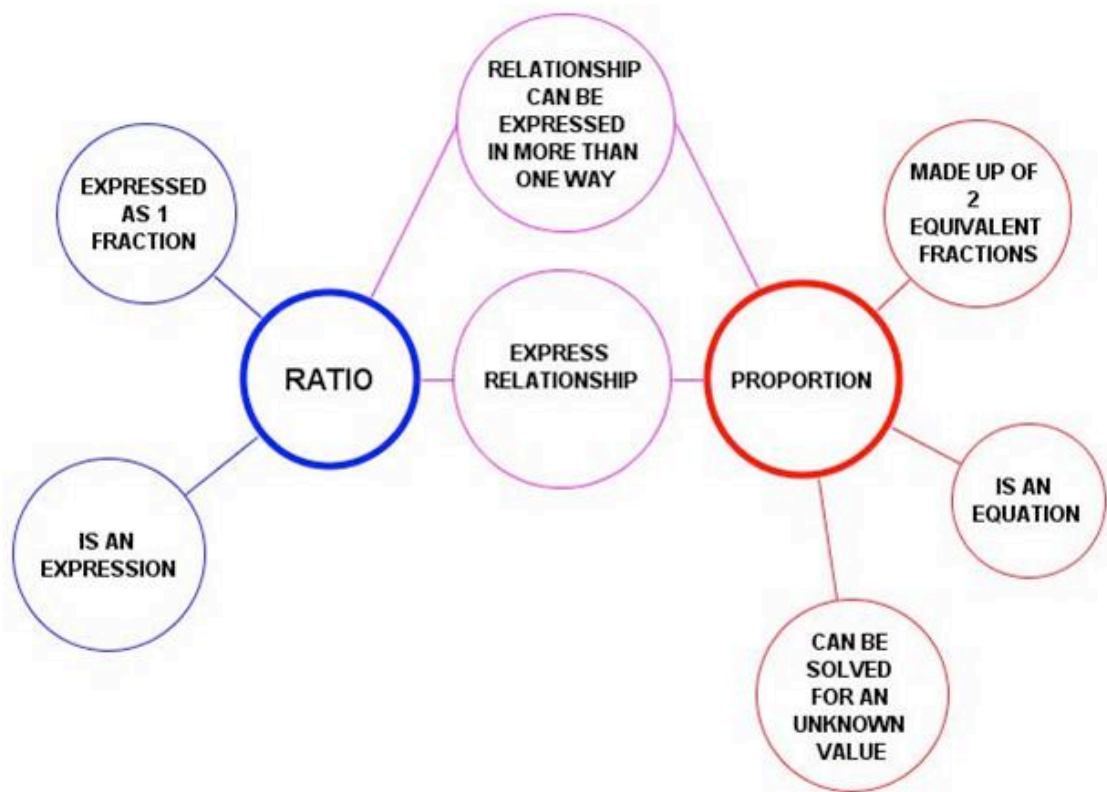 RELATIONSHIP
CAN BE
EXPRESSED
IN MORE THAN
ONE WAY
EXPRESSED
AS 1
FRACTION
MADE UP OF
2
EQUIVALENT
FRACTIONS
RATIO
EXPRESS
RELATIONSHIP
PROPORTION
IS AN
EXPRESSION
IS AN
EQUATION
CAN BE
SOLVED
FOR AN
UNKNOWN
VALUE